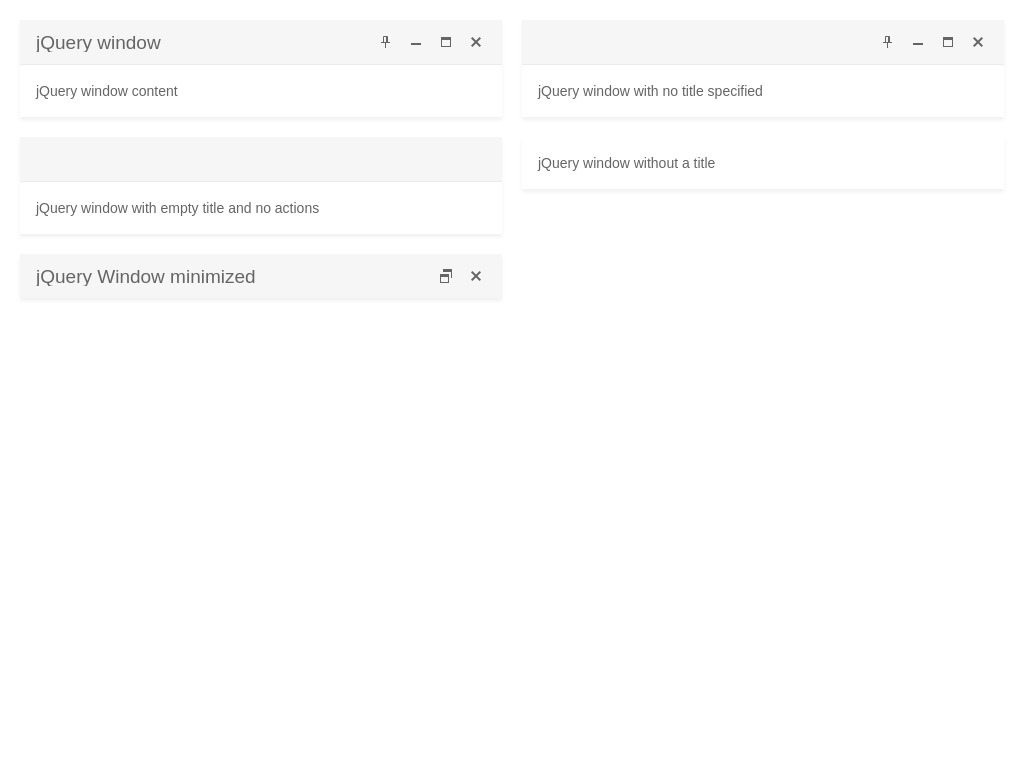 jQuery window
jQuery window content
jQuery window with no title specified
jQuery window with empty title and no actions
jQuery window without a title
jQuery Window minimized